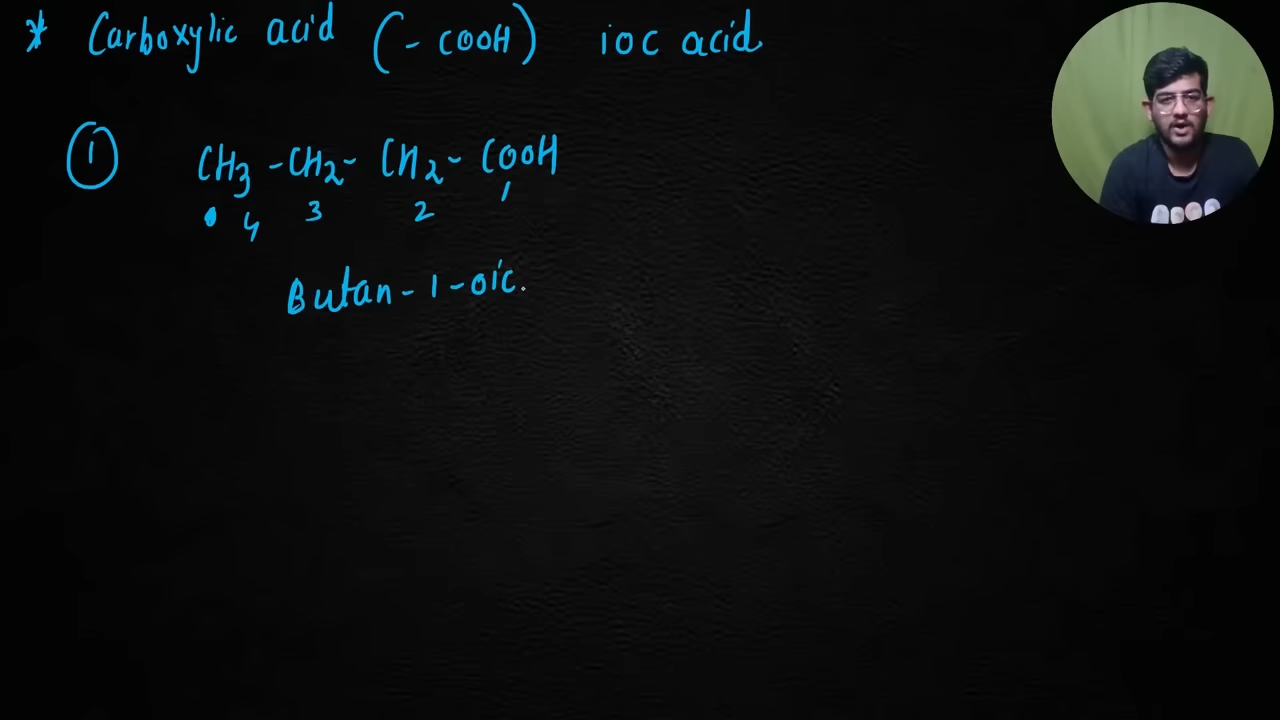 * Carboxylic acid (-COOH) ioc acid
① CH3 - CH2 - CH2 - COOH
4 3 2 1
Butan-1-oic.